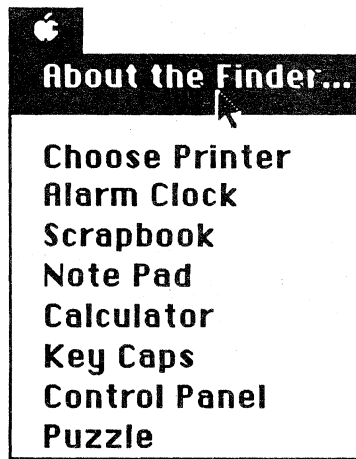 About the Finder...
Choose Printer
Alarm Clock
Scrapbook
Note Pad
Calculator
Key Caps
Control Panel
Puzzle